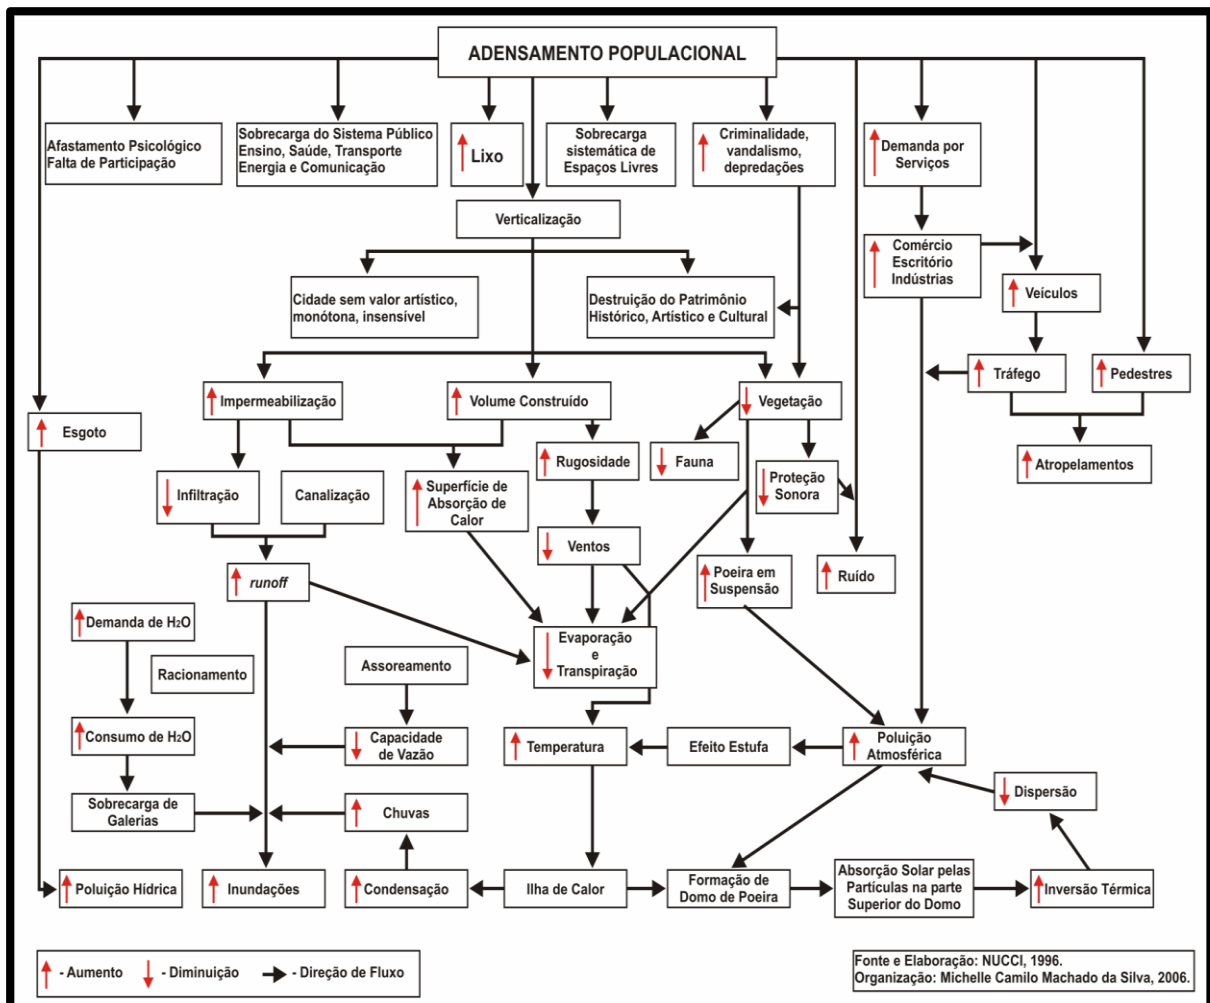 ADENSAMENTO POPULACIONAL
Afastamento Psicológico
Falta de Participação
Sobrecarga do Sistema Público
Ensino, Saúde, Transporte
Energia e Comunicação
Lixo
Sobrecarga
sistemática de
Espaços Livres
Criminalidade,
vandalismo,
depredações
Demanda por
Serviços
Verticalização
Comércio
Escritório
Indústrias
Cidade sem valor artístico,
monótona, insensível
Destruição do Patrimônio
Histórico, Artístico e Cultural
Veículos
Tráfego
Pedestres
Impermeabilização
Volume Construído
Vegetação
Esgoto
Rugosidade
Fauna
Atropelamentos
Infiltração
Canalização
Superfície de
Absorção de
Calor
Proteção
Sonora
Ventos
runoff
Poeira em
Suspensão
Ruído
Demanda de H2O
Evaporação
e
Transpiração
Racionamento
Assoreamento
Consumo de H2O
Capacidade
de Vazão
Temperatura
Efeito Estufa
Poluição
Atmosférica
Dispersão
Sobrecarga de
Galerias
Chuvas
Poluição Hídrica
Inundações
Condensação
Ilha de Calor
Formação de
Domo de Poeira
Absorção Solar pelas
Partículas na parte
Superior do Domo
Inversão Térmica
- Aumento
- Diminuição
- Direção de Fluxo
Fonte e Elaboração: NUCCI, 1996.
Organização: Michelle Camilo Machado da Silva, 2006.